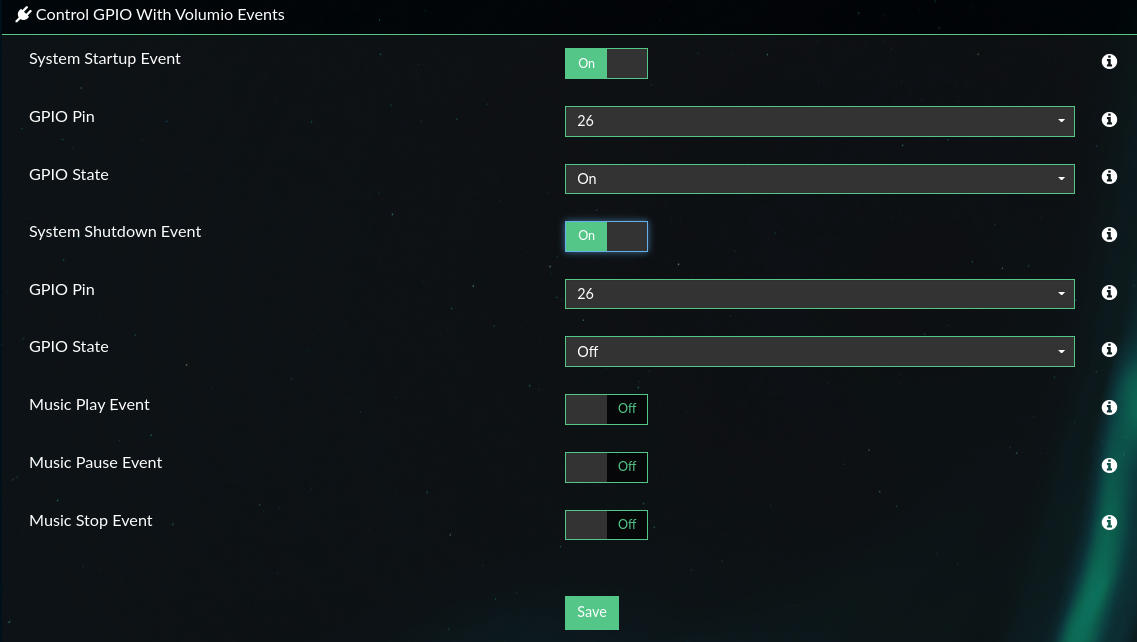 Control GPIO With Volumio Events
System Startup Event On
GPIO Pin 26
GPIO State On
System Shutdown Event On
GPIO Pin 26
GPIO State Off
Music Play Event Off
Music Pause Event Off
Music Stop Event Off
Save